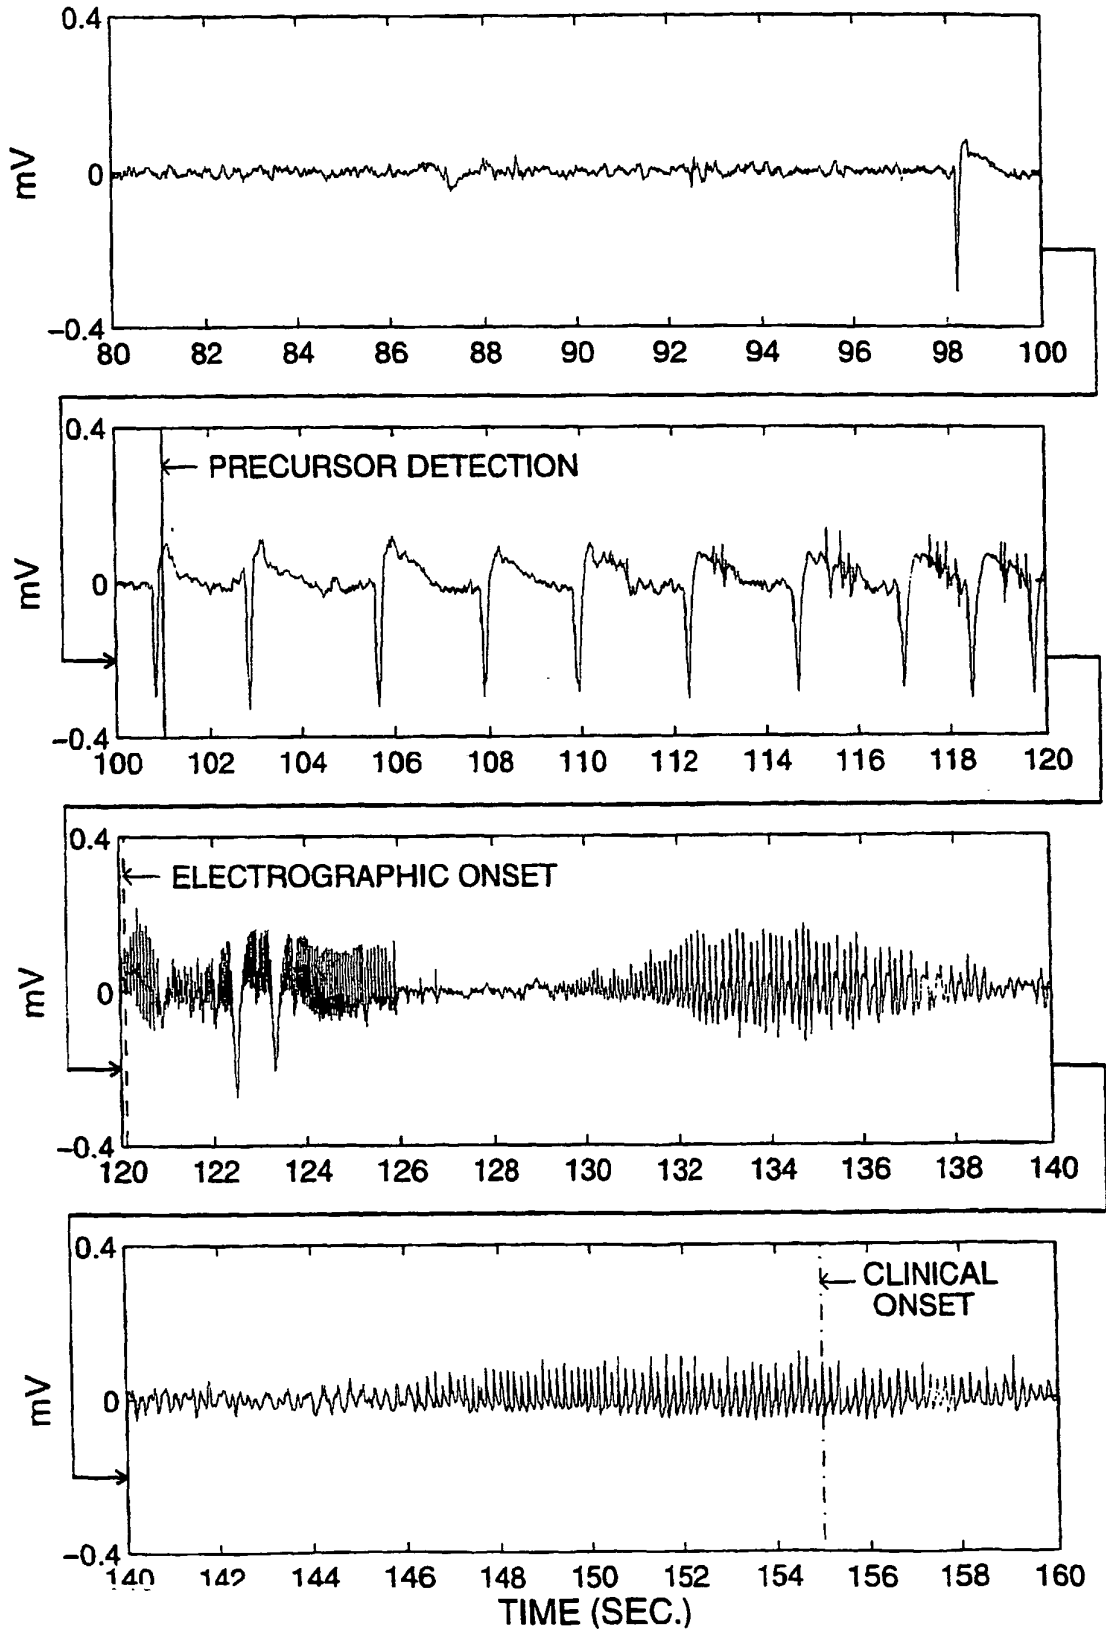 0.4
mV
0
−0.4
80 82 84 86 88 90 92 94 96 98 100
0.4
PRECURSOR DETECTION
mV
0
−0.4
100 102 104 106 108 110 112 114 116 118 120
0.4
ELECTROGRAPHIC ONSET
mV
0
−0.4
120 122 124 126 128 130 132 134 136 138 140
0.4
CLINICAL
ONSET
mV
0
−0.4
140 142 144 146 148 150 152 154 156 158 160
TIME (SEC.)